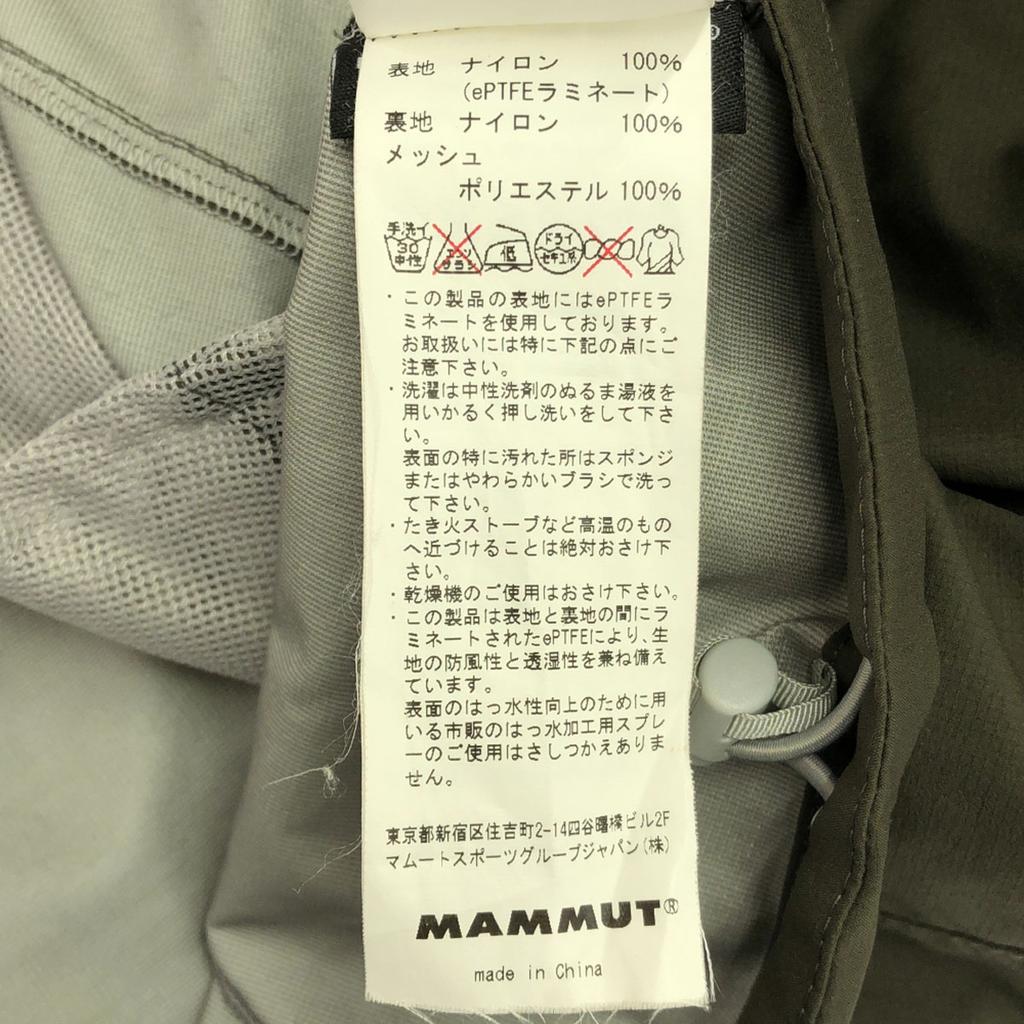 表地 ナイロン 100%
(ePTFEラミネート)
裏地 ナイロン 100%
メッシュ
ポリエステル 100%
手洗イ 30 中性 エンソサラシ 低 ドライ セキユ系
・この製品の表地にはePTFEラ
ミネートを使用しております。
お取扱いには特に下記の点にご
注意下さい。
・洗濯は中性洗剤のぬるま湯液を
用いかるく押し洗いをして下さ
い。
表面の特に汚れた所はスポンジ
またはやわらかいブラシで洗っ
て下さい。
・たき火ストーブなど高温のもの
へ近づけることは絶対おさけ下
さい。
・乾燥機のご使用はおさけ下さい。
・この製品は表地と裏地の間にラ
ミネートされたePTFEにより、生
地の防風性と透湿性を兼ね備え
ています。
表面のはっ水性向上のために用
いる市販のはっ水加工用スプレ
ーのご使用はさしつかえありま
せん。
東京都新宿区住吉町2-14四谷曙橋ビル2F
マムートスポーツグループジャパン(株)
MAMMUT®
made in China